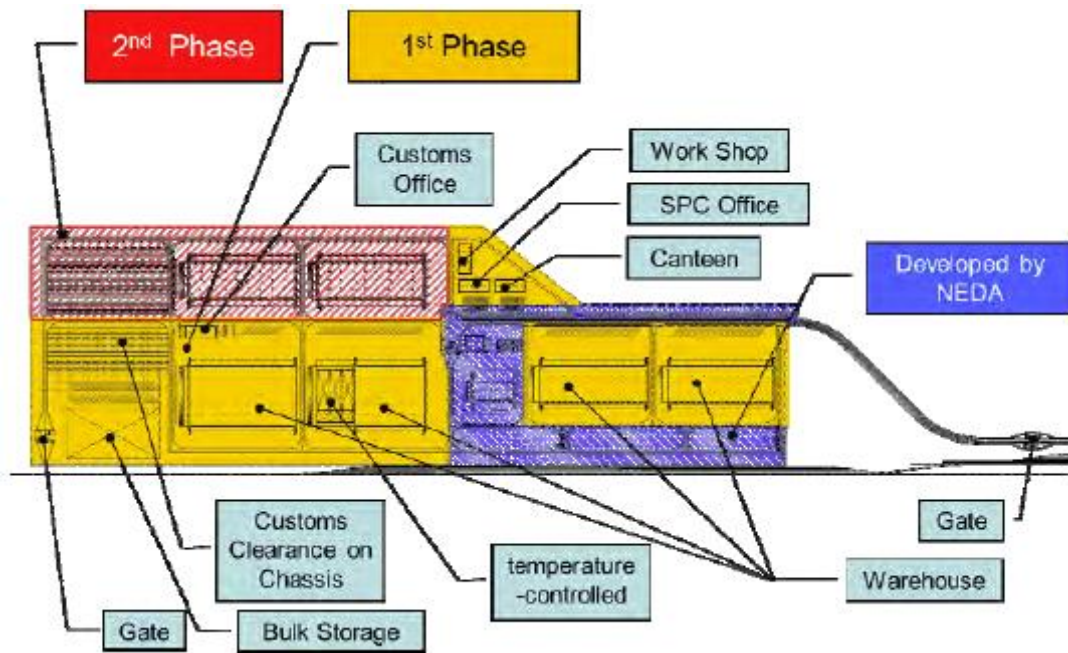 2nd Phase
1st Phase
Customs
Office
Work Shop
SPC Office
Canteen
Developed by
NEDA
Customs
Clearance on
Chassis
temperature
-controlled
Gate
Warehouse
Gate
Bulk Storage